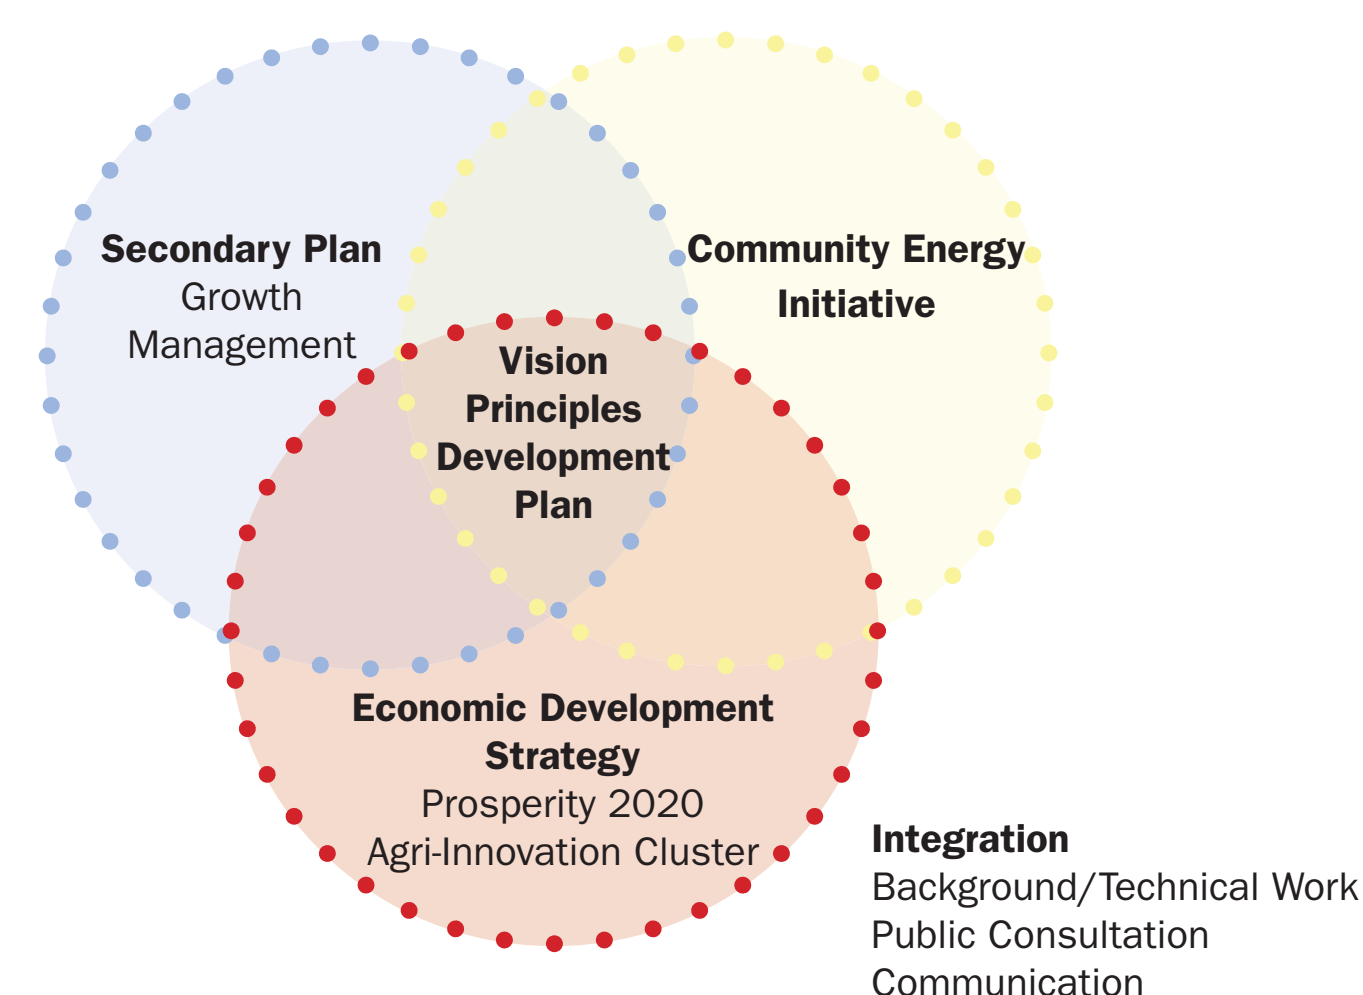 Secondary Plan
Growth
Management
Community Energy
Initiative
Vision
Principles
Development
Plan
Economic Development
Strategy
Prosperity 2020
Agri-Innovation Cluster
Integration
Background/Technical Work
Public Consultation
Communication